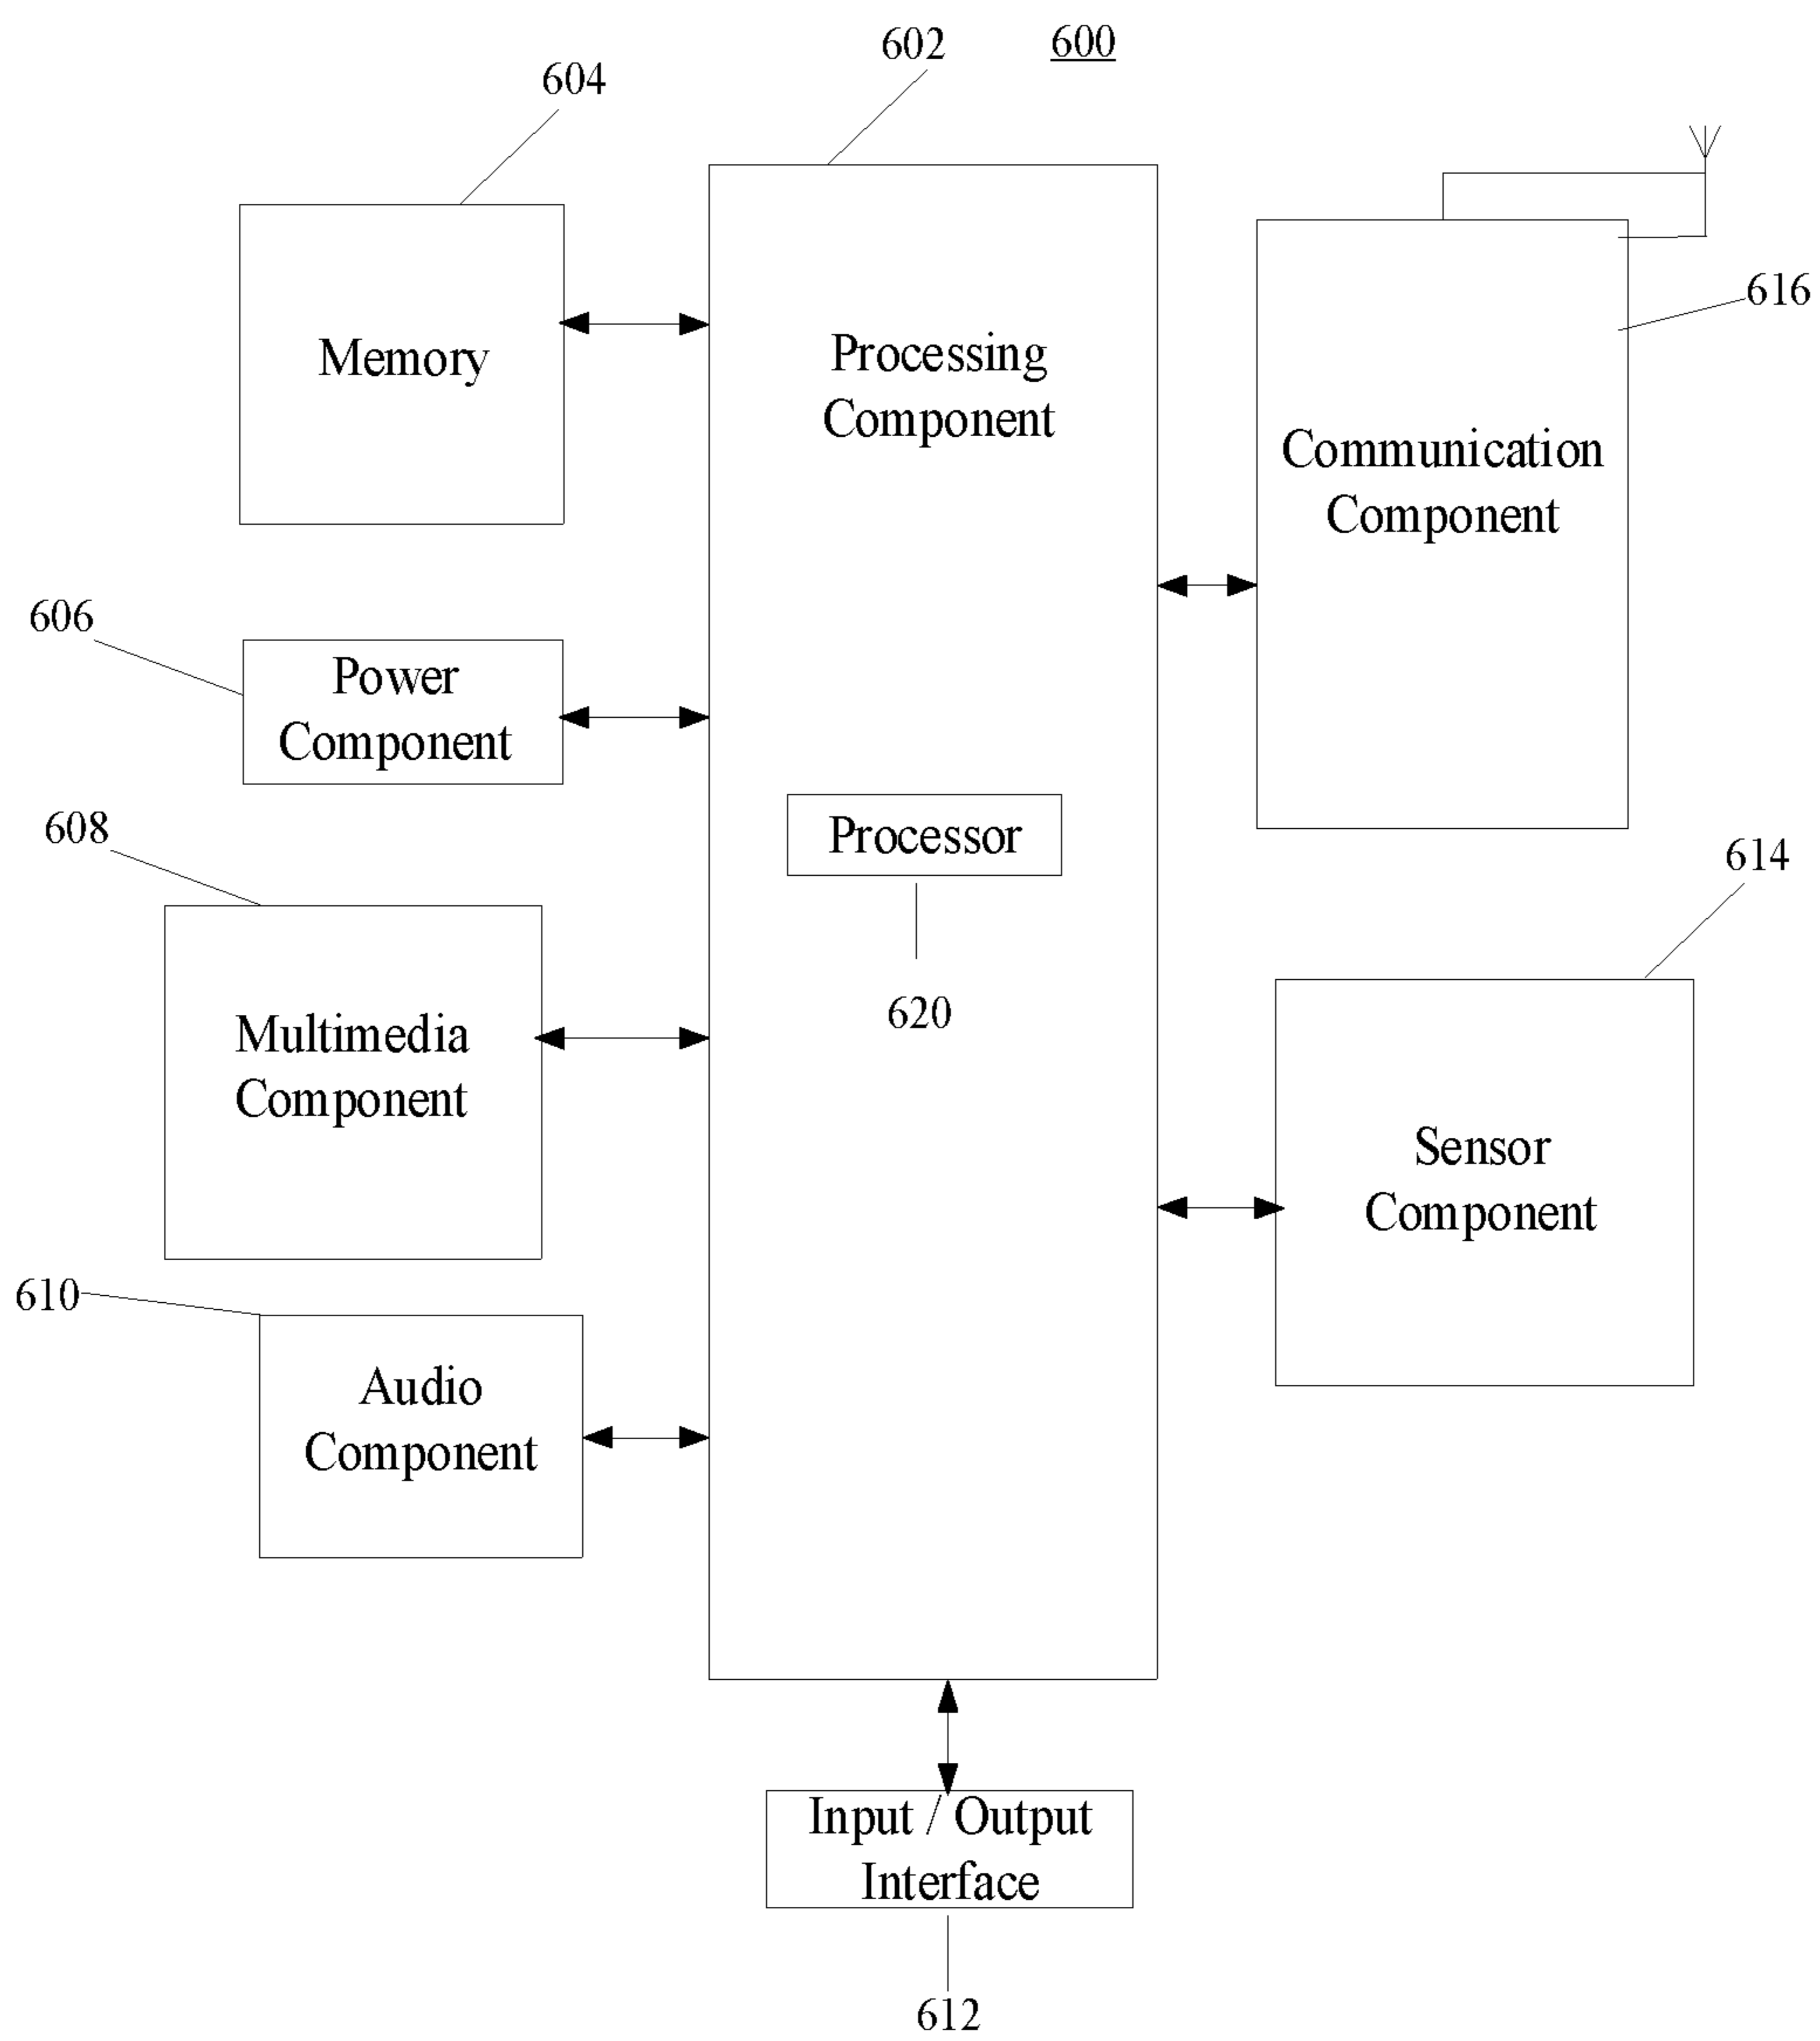 602
600
604
616
Memory
Processing
Component
Communication
Component
606
Power
Component
608
Processor
614
620
Multimedia
Component
Sensor
Component
610
Audio
Component
Input / Output
Interface
612